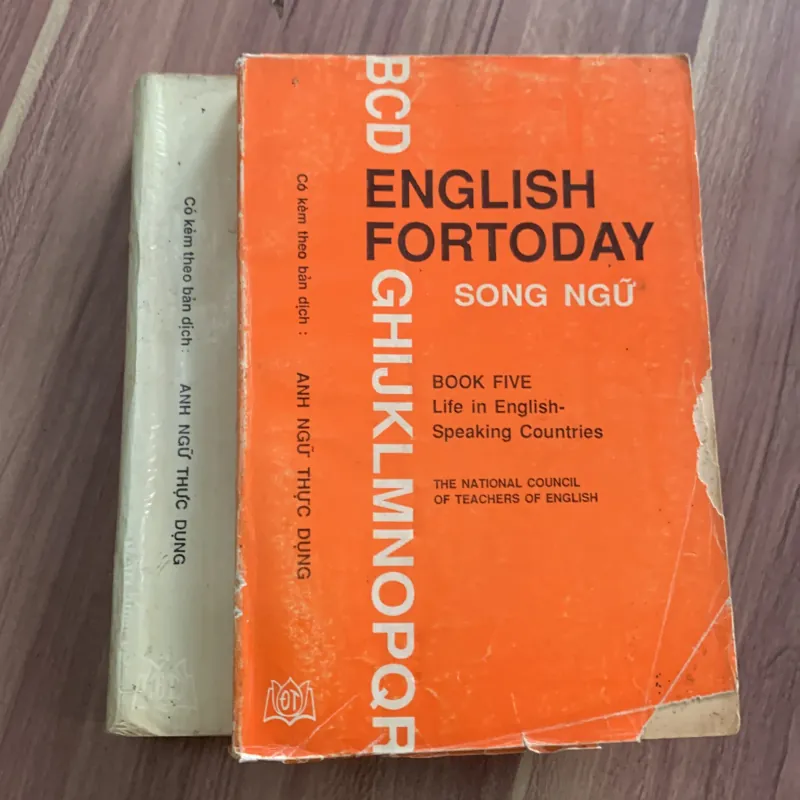 Có kèm theo bản dịch : ANH NGỮ THỰC DỤNG
BCD
ENGLISH
FORTODAY
SONG NGỮ
GHIJKLMNOPQR
BOOK FIVE
Life in English-
Speaking Countries
THE NATIONAL COUNCIL
OF TEACHERS OF ENGLISH
Có kèm theo bản dịch : ANH NGỮ THỰC DỤNG
ĐT